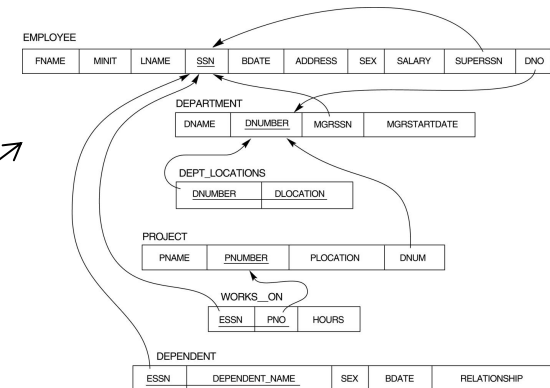 EMPLOYEE
FNAME MINIT LNAME SSN BDATE ADDRESS SEX SALARY SUPERSSN DNO
DEPARTMENT
DNAME DNUMBER MGRSSN MGRSTARTDATE
DEPT_LOCATIONS
DNUMBER DLOCATION
PROJECT
PNAME PNUMBER PLOCATION DNUM
WORKS_ON
ESSN PNO HOURS
DEPENDENT
ESSN DEPENDENT_NAME SEX BDATE RELATIONSHIP